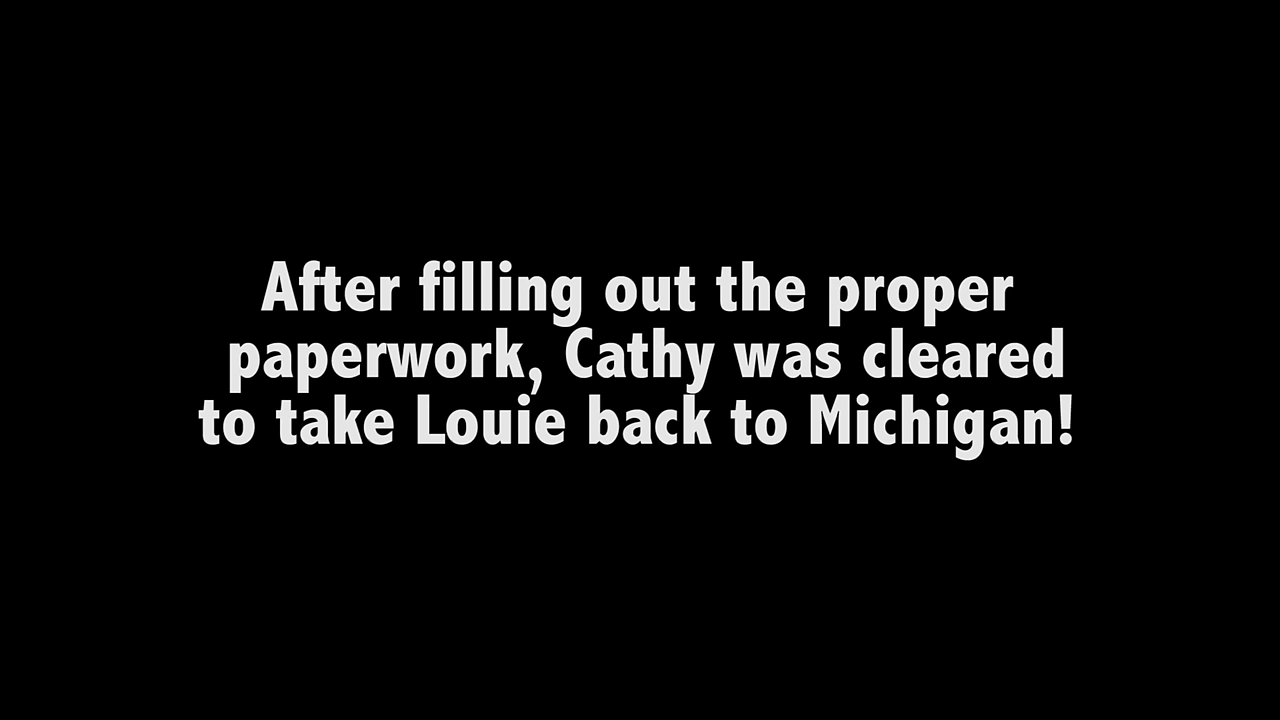 After filling out the proper
paperwork, Cathy was cleared
to take Louie back to Michigan!